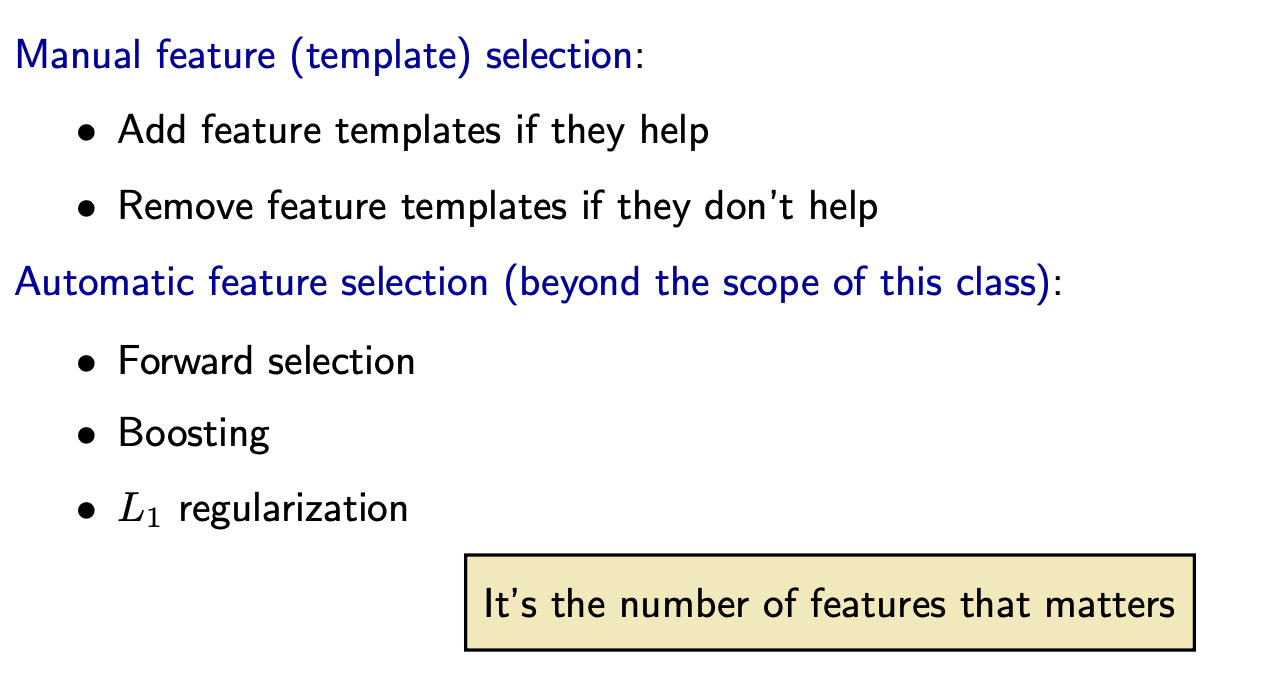 Manual feature (template) selection:
• Add feature templates if they help
• Remove feature templates if they don't help
Automatic feature selection (beyond the scope of this class):
• Forward selection
• Boosting
• L₁ regularization
It's the number of features that matters